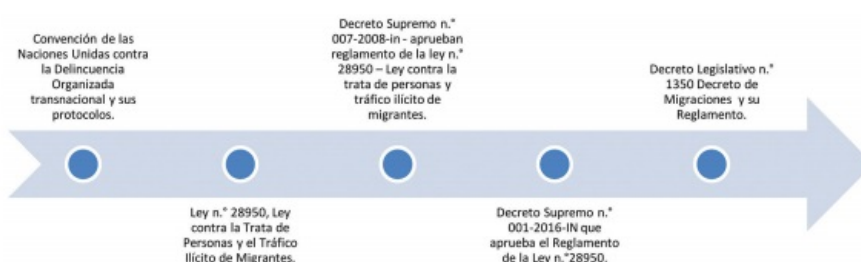 Convención de las
Naciones Unidas contra
la Delincuencia
Organizada
transnacional y sus
protocolos.
Ley n.° 28950, Ley
contra la Trata de
Personas y el Tráfico
Ilícito de Migrantes.
Decreto Supremo n.°
007-2008-in - aprueban
reglamento de la ley n.°
28950 – Ley contra la
trata de personas y
tráfico ilícito de
migrantes.
Decreto Supremo n.°
001-2016-IN que
aprueba el Reglamento
de la Ley n.°28950.
Decreto Legislativo n.°
1350 Decreto de
Migraciones y su
Reglamento.